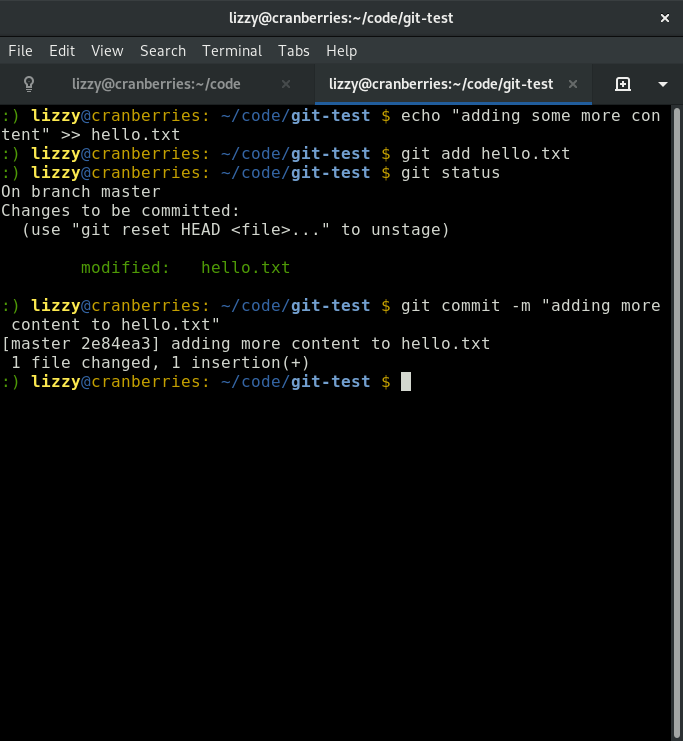 lizzy@cranberries:~/code/git-test ×
File Edit View Search Terminal Tabs Help
lizzy@cranberries:~/code × lizzy@cranberries:~/code/git-test ×
:) lizzy@cranberries: ~/code/git-test $ echo "adding some more con
tent" >> hello.txt
:) lizzy@cranberries: ~/code/git-test $ git add hello.txt
:) lizzy@cranberries: ~/code/git-test $ git status
On branch master
Changes to be committed:
  (use "git reset HEAD <file>..." to unstage)
        modified:   hello.txt
:) lizzy@cranberries: ~/code/git-test $ git commit -m "adding more
 content to hello.txt"
[master 2e84ea3] adding more content to hello.txt
 1 file changed, 1 insertion(+)
:) lizzy@cranberries: ~/code/git-test $